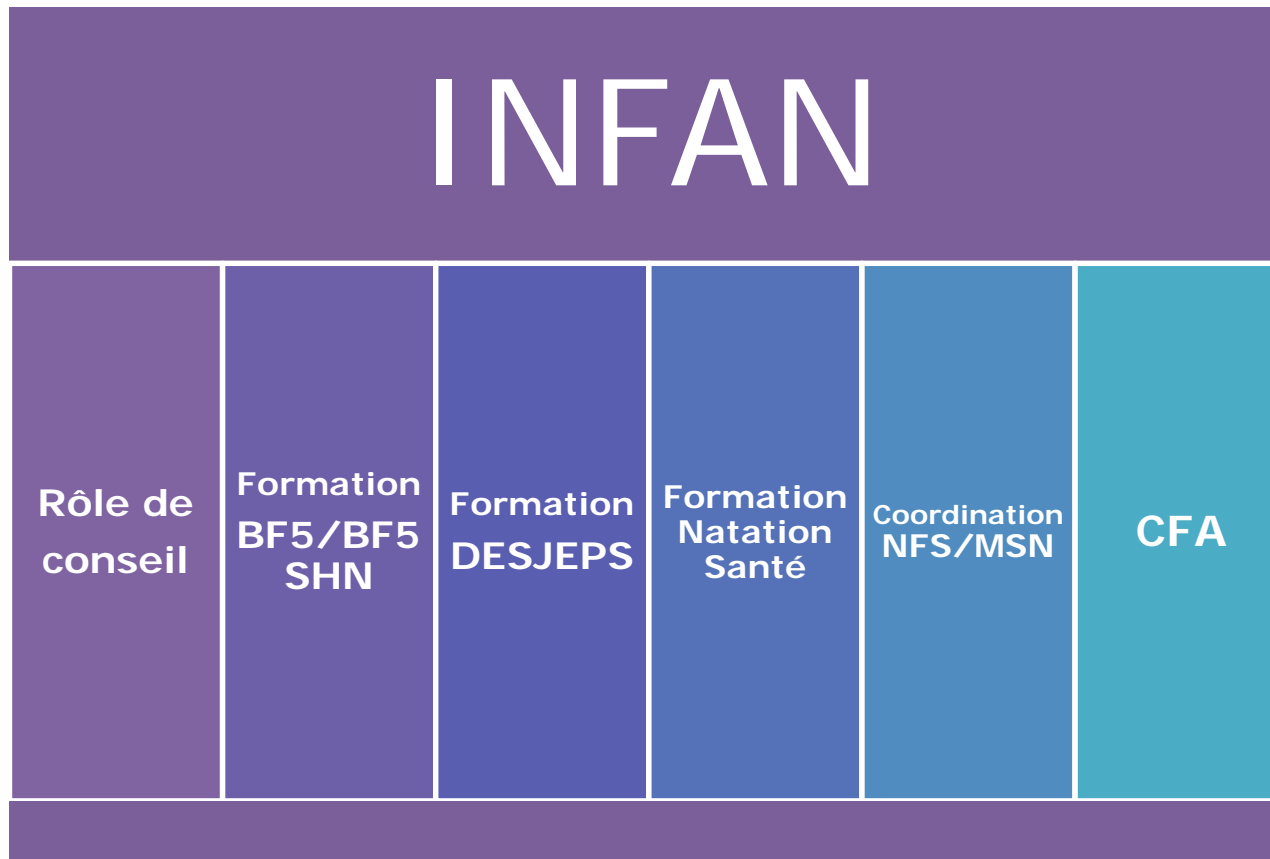 INFAN
Rôle de
conseil
Formation
BF5/BF5
SHN
Formation
DESJEPS
Formation
Natation
Santé
Coordination
NFS/MSN
CFA